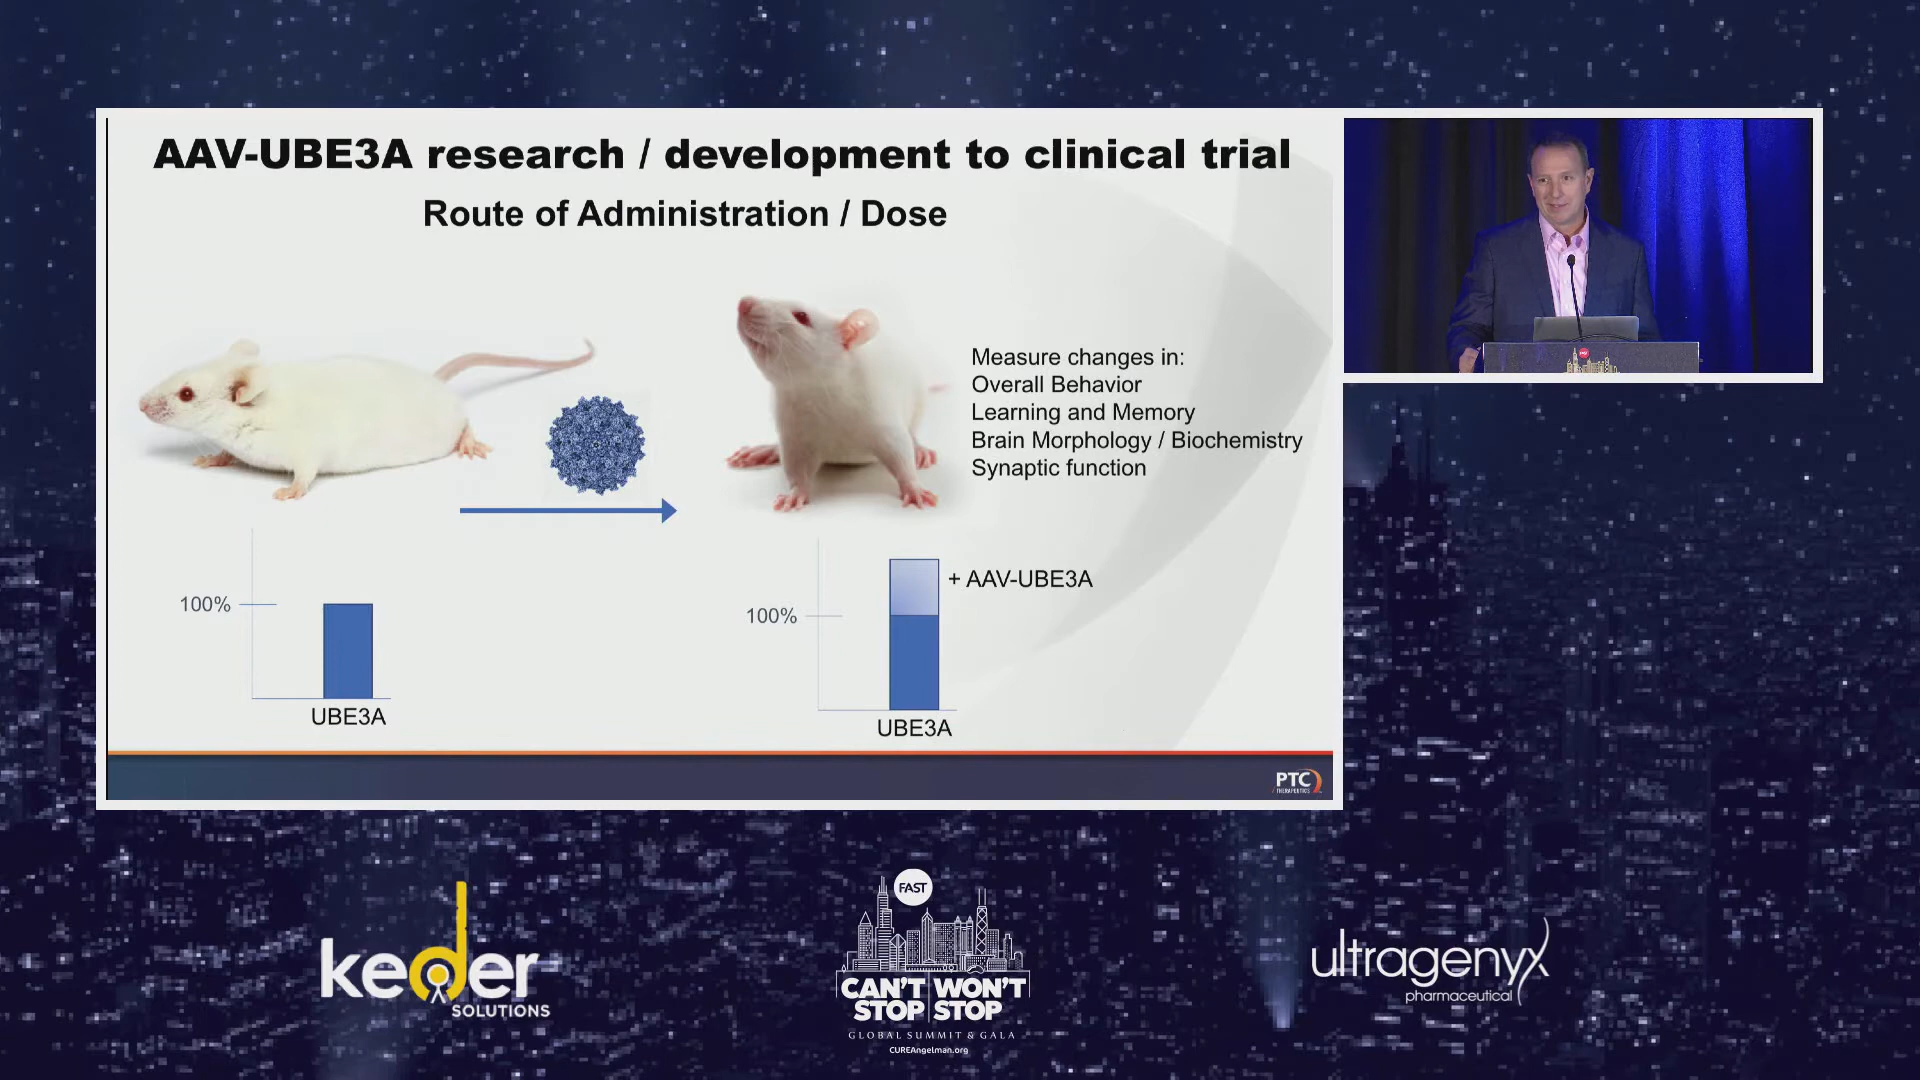 AAV-UBE3A research / development to clinical trial
Route of Administration / Dose
Measure changes in:
Overall Behavior
Learning and Memory
Brain Morphology / Biochemistry
Synaptic function
100%
UBE3A
100%
+ AAV-UBE3A
UBE3A
PTC
THERAPEUTICS
keder
SOLUTIONS
FAST
CAN'T WON'T
STOP STOP
GLOBAL SUMMIT & GALA
CUREAngelman.org
ultragenyx
pharmaceutical